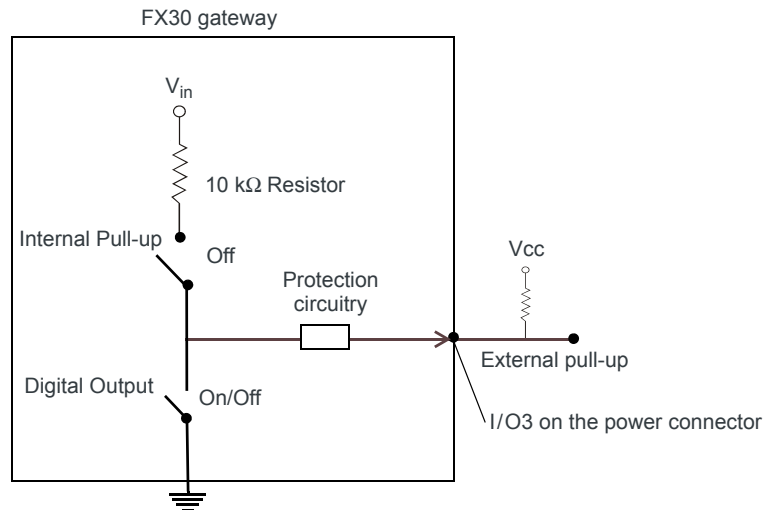 FX30 gateway
Vin
10 kΩ Resistor
Internal Pull-up
Off
Protection
circuitry
Vcc
External pull-up
Digital Output
On/Off
I/O3 on the power connector